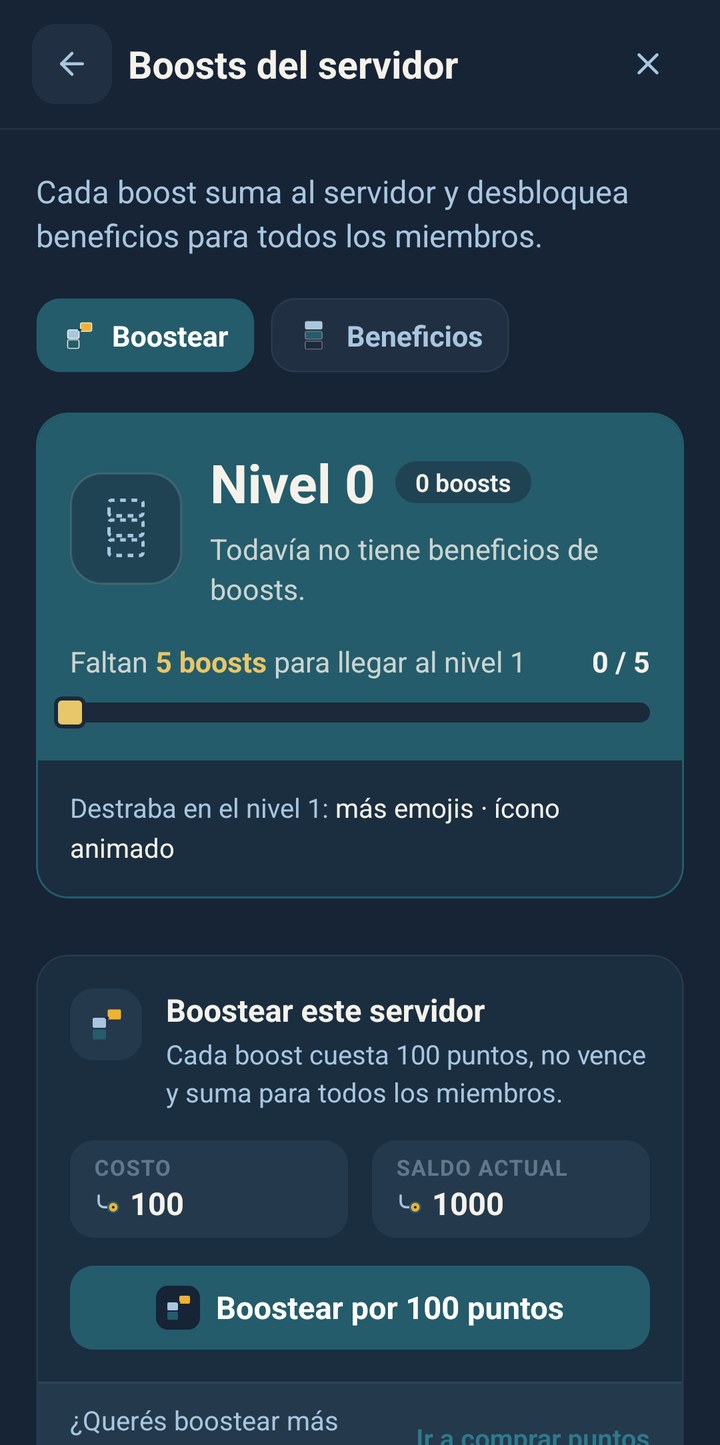 Boosts del servidor
Cada boost suma al servidor y desbloquea
beneficios para todos los miembros.
Boostear
Beneficios
Nivel 0
0 boosts
Todavía no tiene beneficios de
boosts.
Faltan 5 boosts para llegar al nivel 1
0 / 5
Destraba en el nivel 1: más emojis · ícono
animado
Boostear este servidor
Cada boost cuesta 100 puntos, no vence
y suma para todos los miembros.
COSTO
100
SALDO ACTUAL
1000
Boostear por 100 puntos
¿Querés boostear más
Ir a comprar puntos